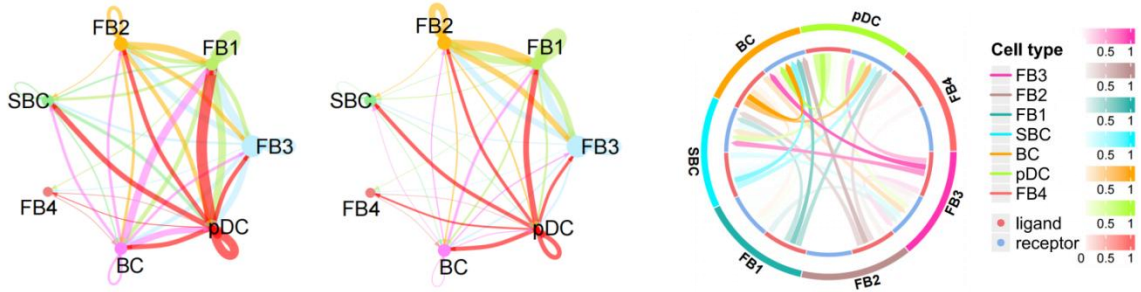 FB2
FB1
SBC
FB3
FB4
pDC
BC
FB2
FB1
SBC
FB3
FB4
pDC
BC
pDC
BC
FB4
SBC
FB3
FB1
FB2
Cell type
FB3
FB2
FB1
SBC
BC
pDC
FB4
ligand
receptor
0.5 1
0.5 1
0.5 1
0.5 1
0.5 1
0.5 1
0 0.5 1